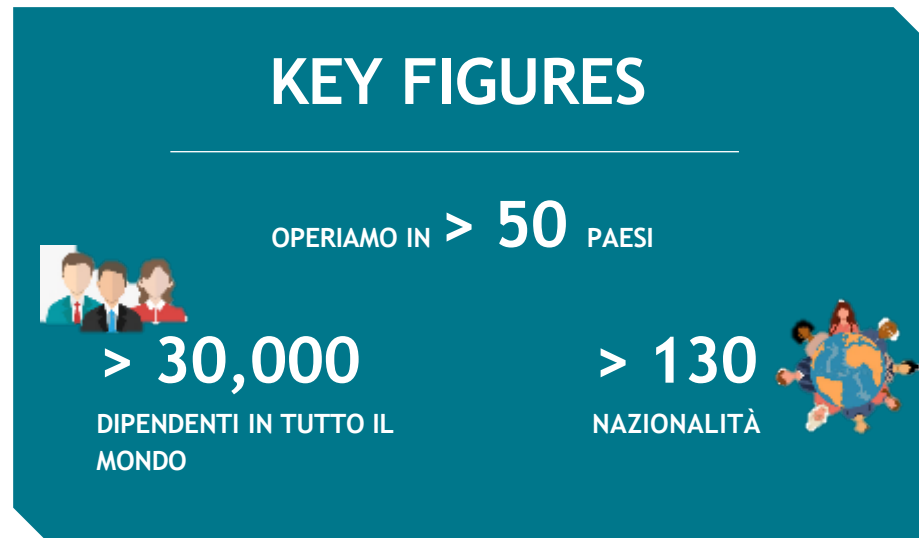 KEY FIGURES
OPERIAMO IN > 50 PAESI
> 30,000
DIPENDENTI IN TUTTO IL
MONDO
> 130
NAZIONALITÀ